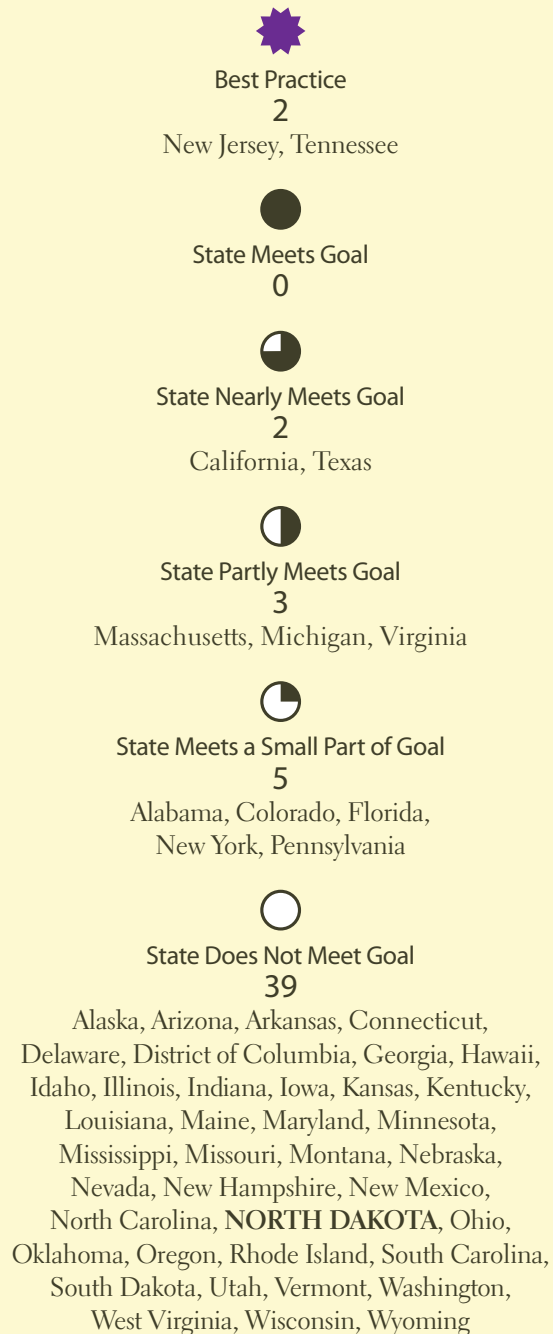 Best Practice
2
New Jersey, Tennessee
State Meets Goal
0
State Nearly Meets Goal
2
California, Texas
State Partly Meets Goal
3
Massachusetts, Michigan, Virginia
State Meets a Small Part of Goal
5
Alabama, Colorado, Florida,
New York, Pennsylvania
State Does Not Meet Goal
39
Alaska, Arizona, Arkansas, Connecticut,
Delaware, District of Columbia, Georgia, Hawaii,
Idaho, Illinois, Indiana, Iowa, Kansas, Kentucky,
Louisiana, Maine, Maryland, Minnesota,
Mississippi, Missouri, Montana, Nebraska,
Nevada, New Hampshire, New Mexico,
North Carolina, NORTH DAKOTA, Ohio,
Oklahoma, Oregon, Rhode Island, South Carolina,
South Dakota, Utah, Vermont, Washington,
West Virginia, Wisconsin, Wyoming